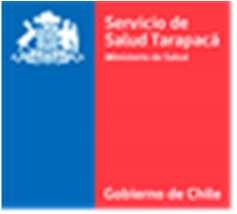 Servicio de
Salud Tarapacá
Ministerio de Salud
Gobierno de Chile